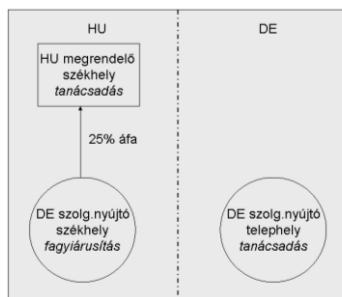 HU
DE
HU megrendelő
székhely
tanácsadás
25% áfa
DE szolg.nyújtó
székhely
fagyiárusítás
DE szolg.nyújtó
telephely
tanácsadás